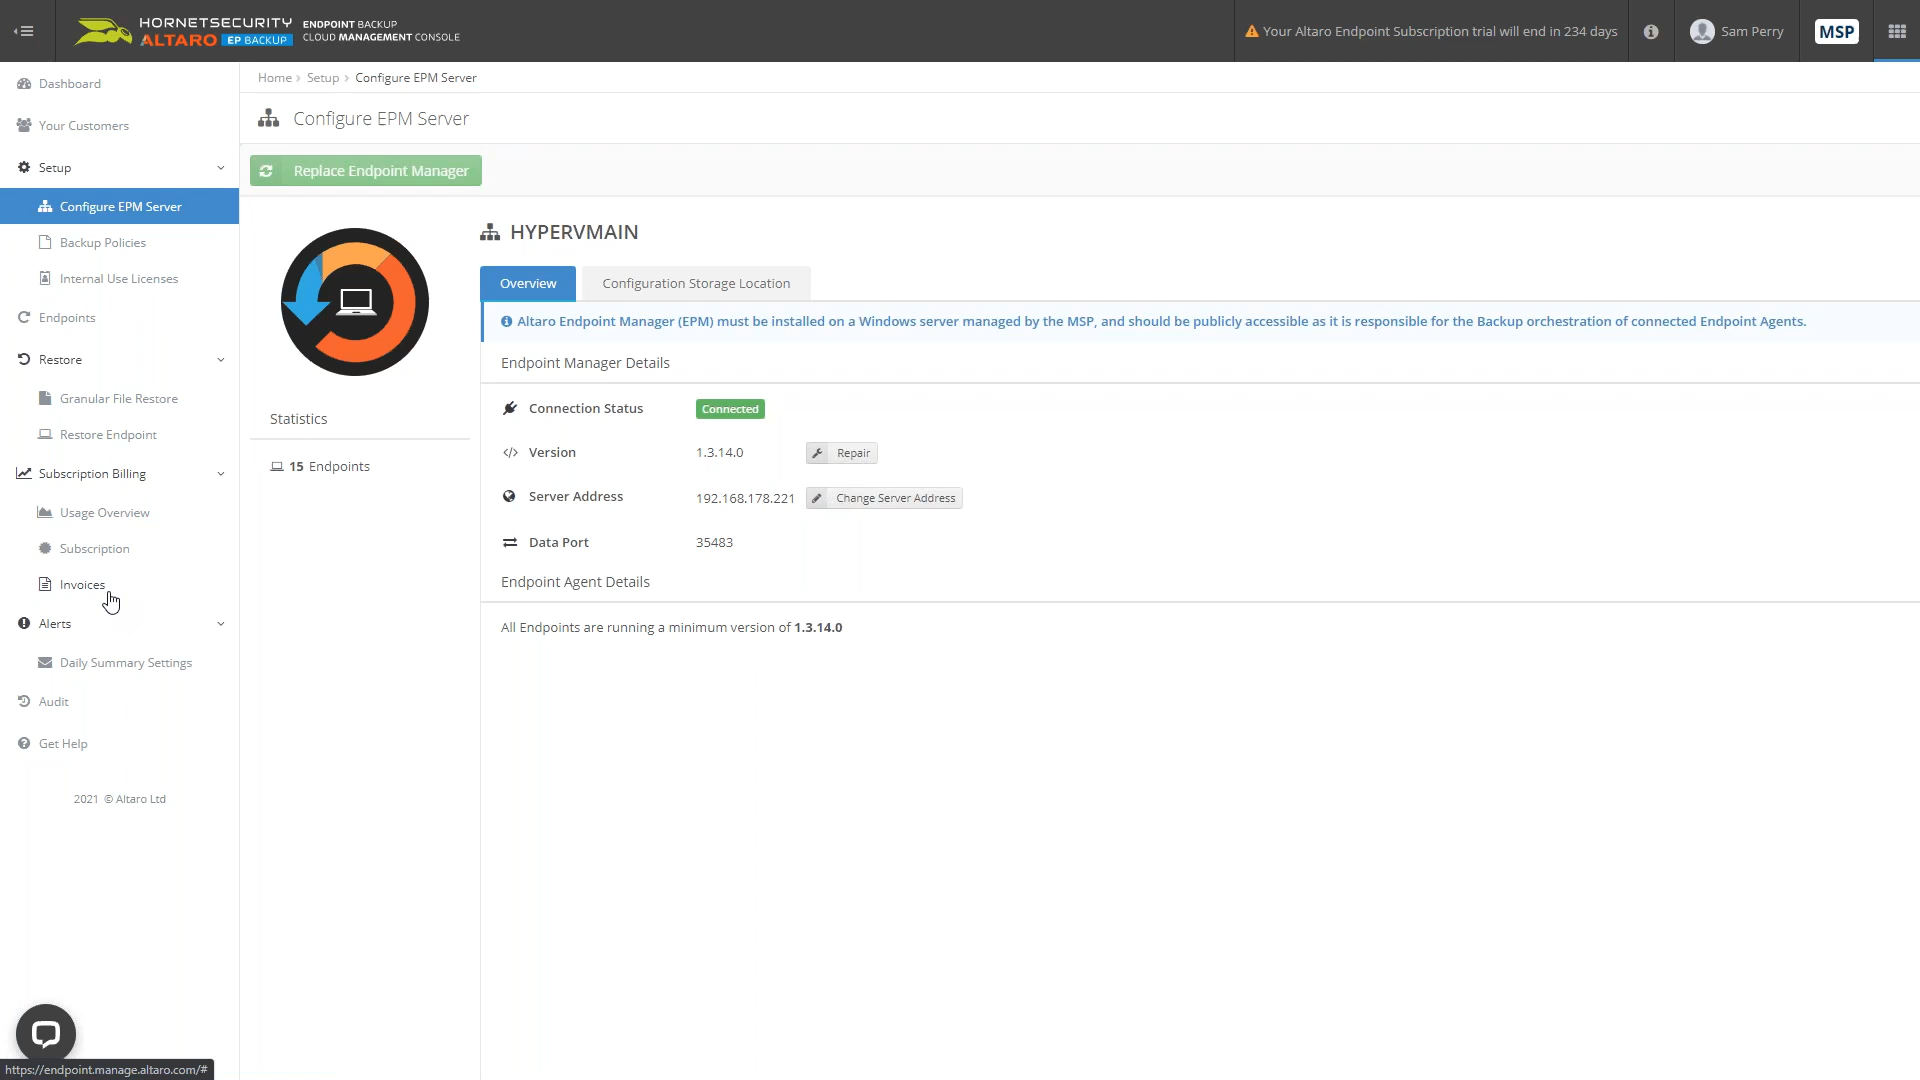 HORNETSECURITY
ALTARO EP BACKUP
ENDPOINT BACKUP
CLOUD MANAGEMENT CONSOLE
Your Altaro Endpoint Subscription trial will end in 234 days
Sam Perry
MSP
Dashboard
Your Customers
Setup
Configure EPM Server
Backup Policies
Internal Use Licenses
Endpoints
Restore
Granular File Restore
Restore Endpoint
Subscription Billing
Usage Overview
Subscription
Invoices
Alerts
Daily Summary Settings
Audit
Get Help
2021 © Altaro Ltd
https://endpoint.manage.altaro.com/#
Home › Setup › Configure EPM Server
Configure EPM Server
Replace Endpoint Manager
Statistics
15 Endpoints
HYPERVMAIN
Overview
Configuration Storage Location
Altaro Endpoint Manager (EPM) must be installed on a Windows server managed by the MSP, and should be publicly accessible as it is responsible for the Backup orchestration of connected Endpoint Agents.
Endpoint Manager Details
Connection Status Connected
Version 1.3.14.0 Repair
Server Address 192.168.178.221 Change Server Address
Data Port 35483
Endpoint Agent Details
All Endpoints are running a minimum version of 1.3.14.0